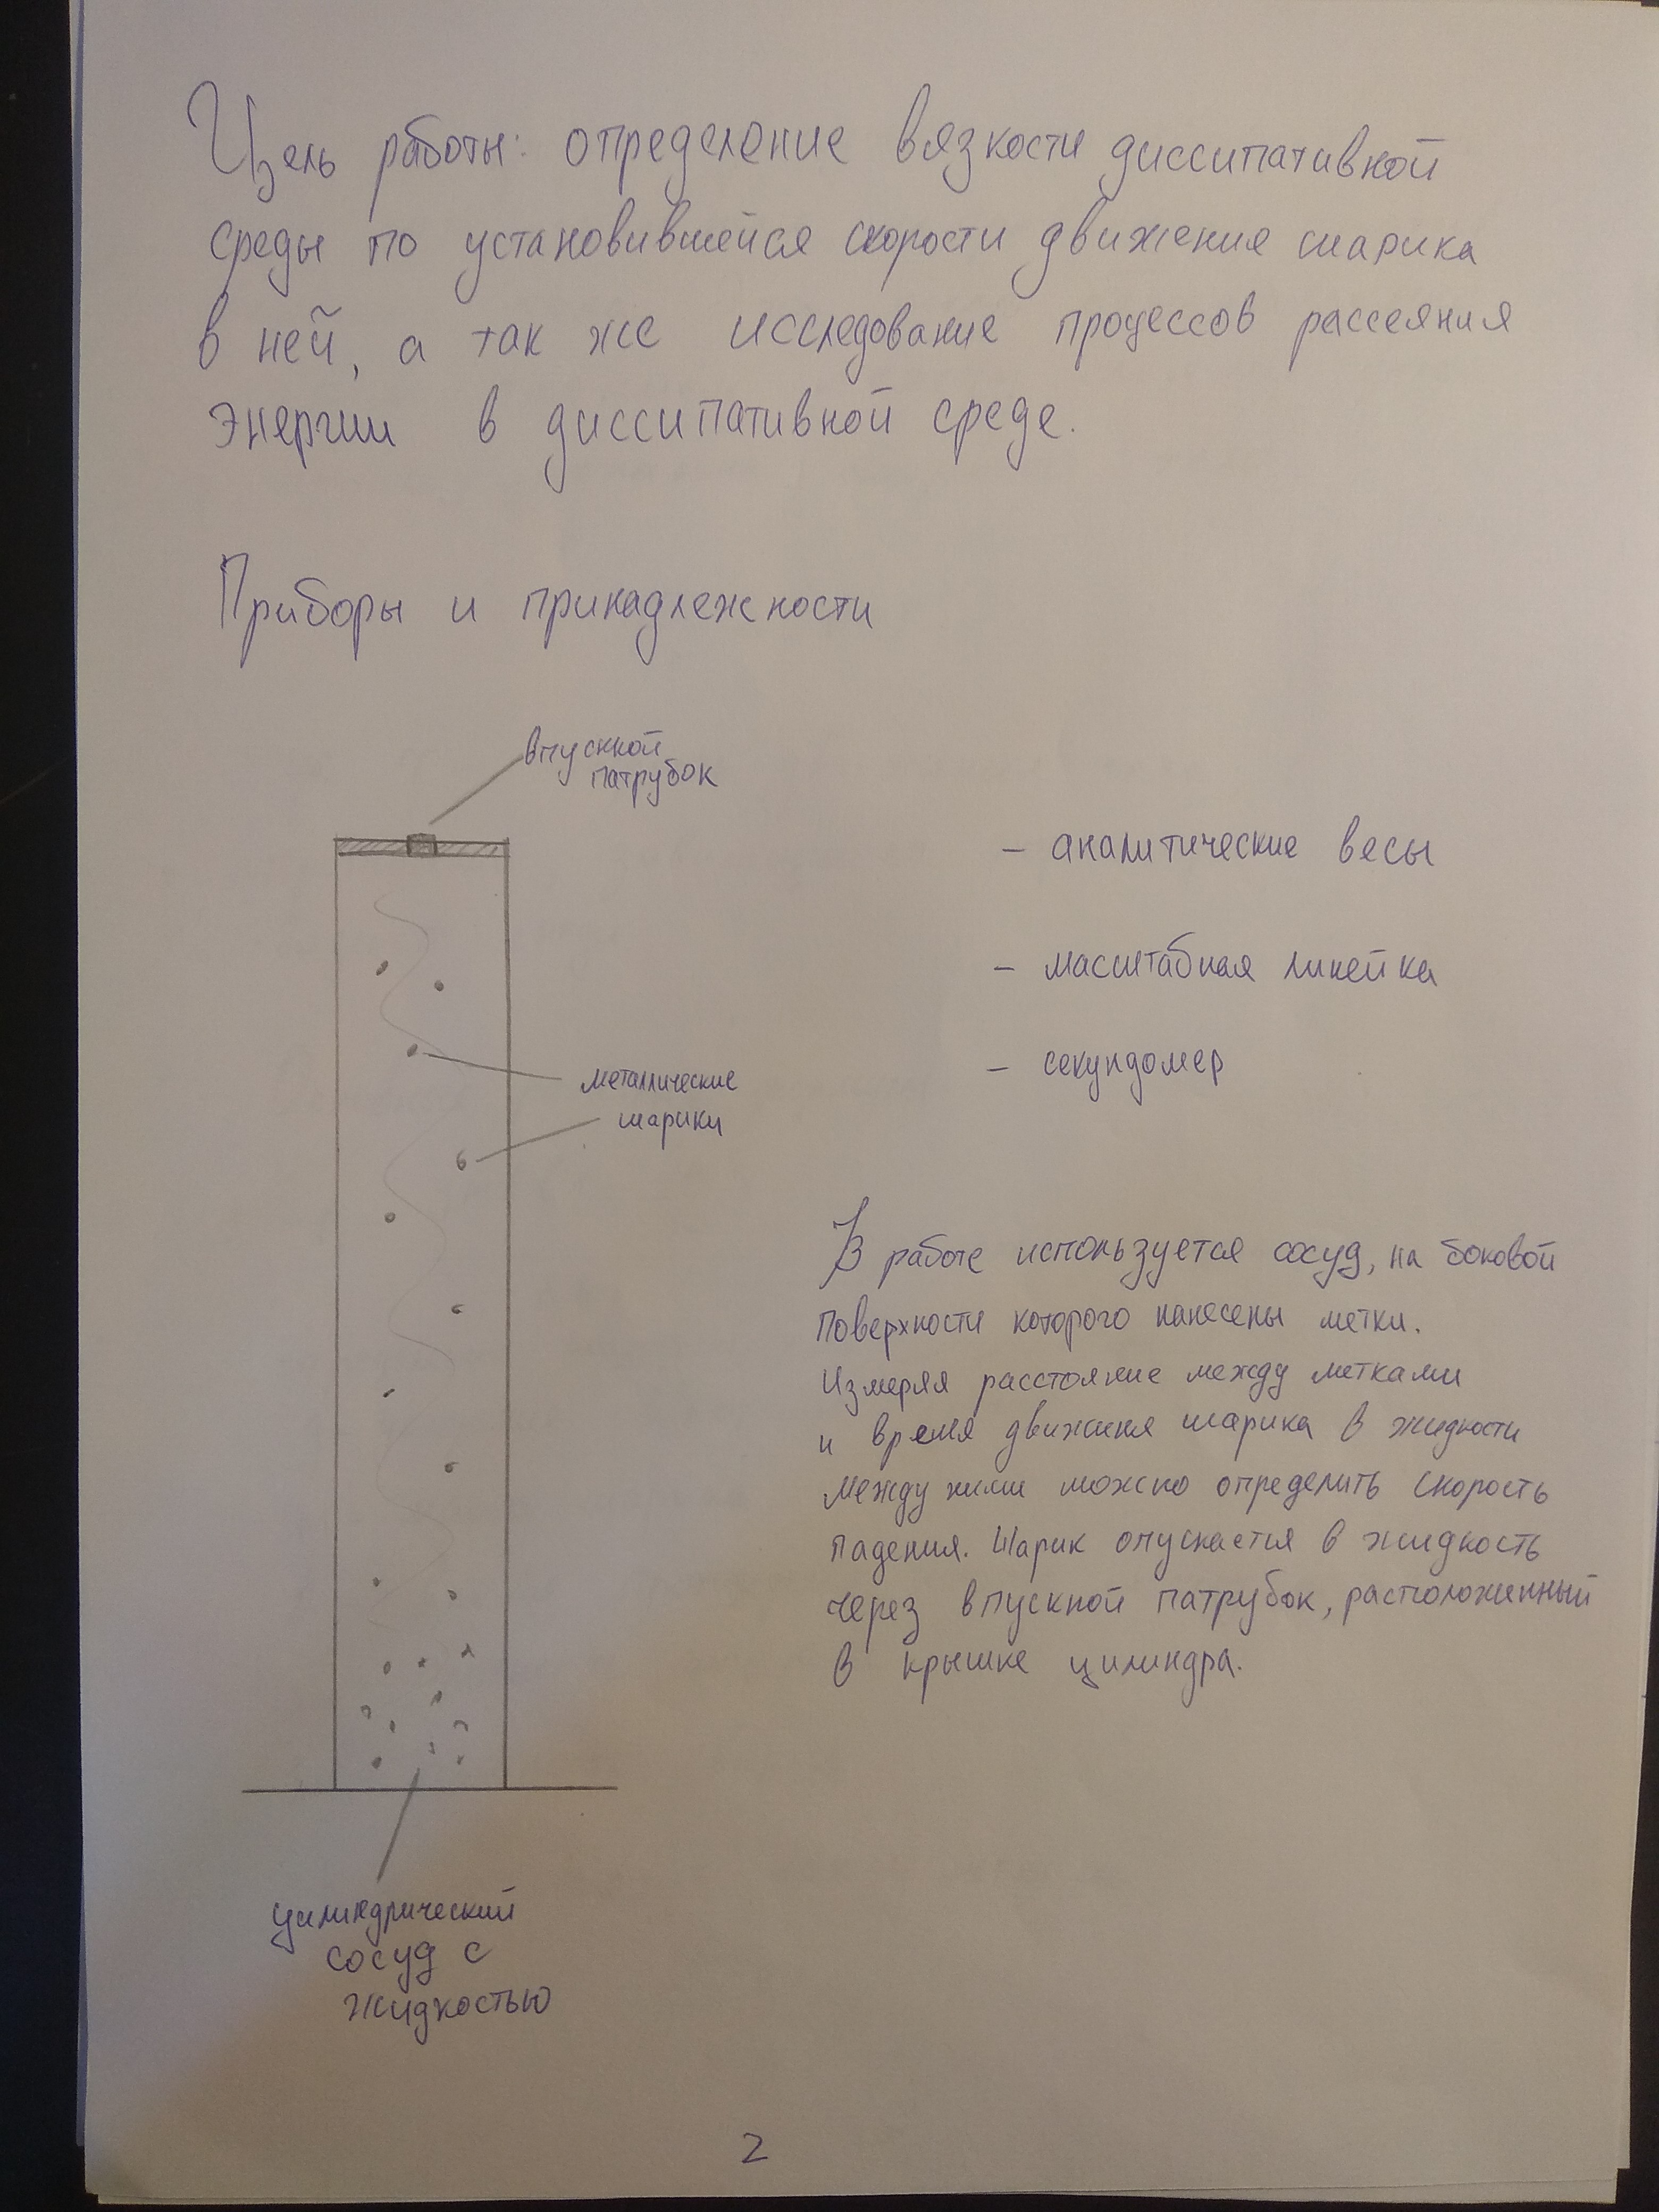 Цель работы: определение вязкости диссипативной
среды по установившейся скорости движения шарика
в ней, а так же исследование процессов рассеяния
энергии в диссипативной среде.
Приборы и принадлежности
впускной
патрубок
- аналитические весы
- масштабная линейка
- секундомер
металлические
шарики
В работе используется сосуд, на боковой
поверхности которого нанесены метки.
Измеряя расстояние между метками
и время движения шарика в жидкости
между ними можно определить скорость
падения. Шарик опускается в жидкость
через впускной патрубок, расположенный
в крышке цилиндра.
цилиндрический
сосуд с
жидкостью
2